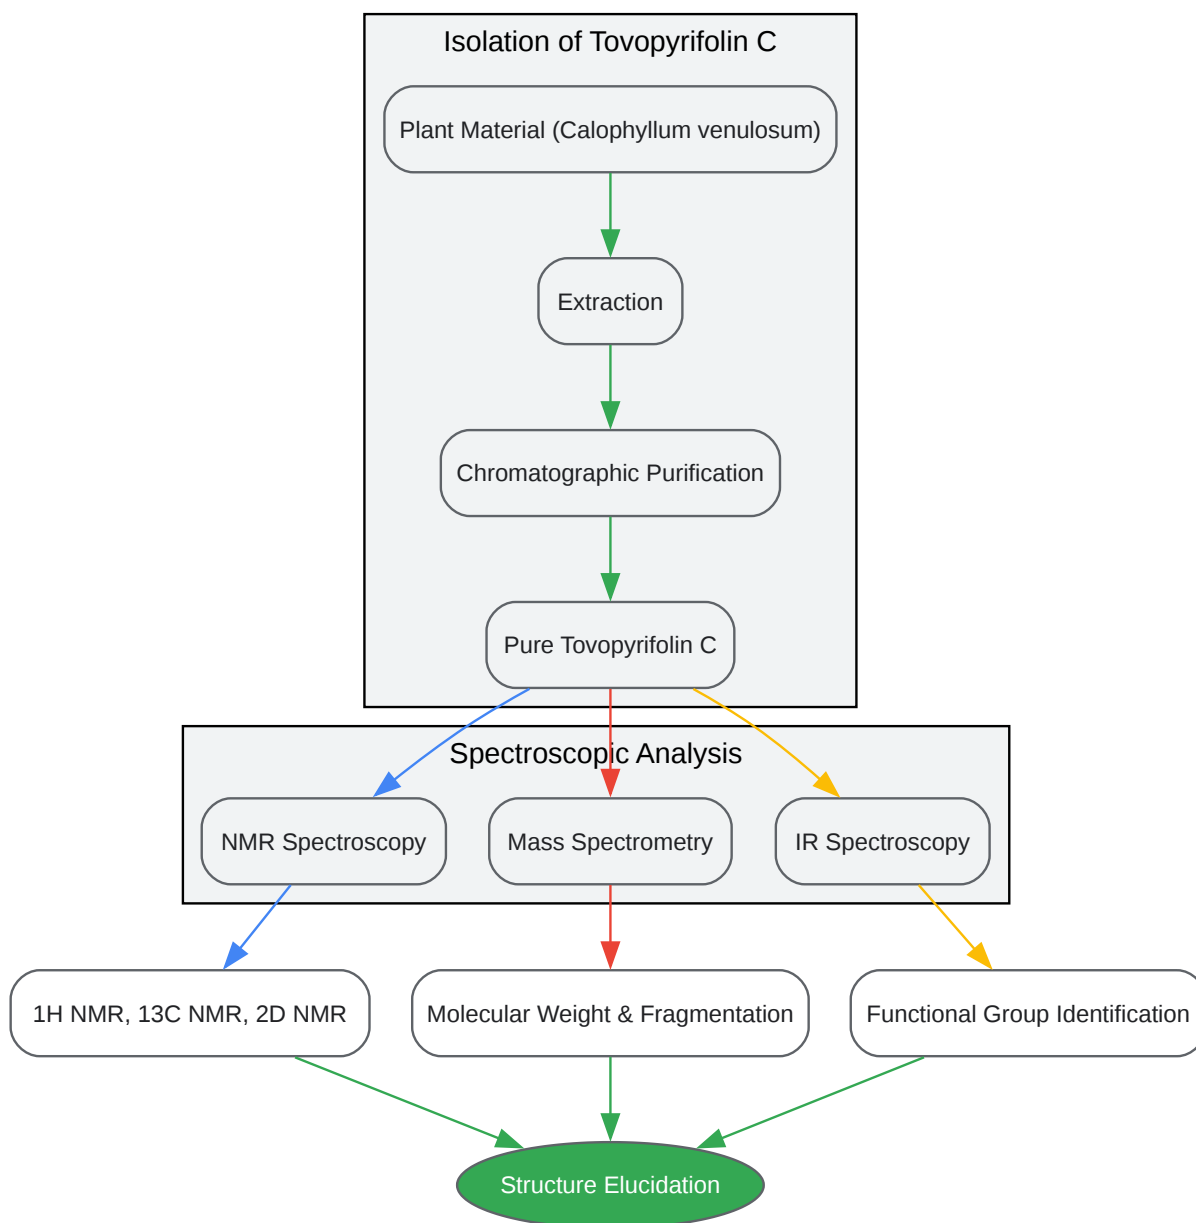 Isolation of Tovopyrifolin C
Plant Material (Calophyllum venulosum)
Extraction
Chromatographic Purification
Pure Tovopyrifolin C
Spectroscopic Analysis
NMR Spectroscopy
Mass Spectrometry
IR Spectroscopy
1H NMR, 13C NMR, 2D NMR
Molecular Weight & Fragmentation
Functional Group Identification
Structure Elucidation